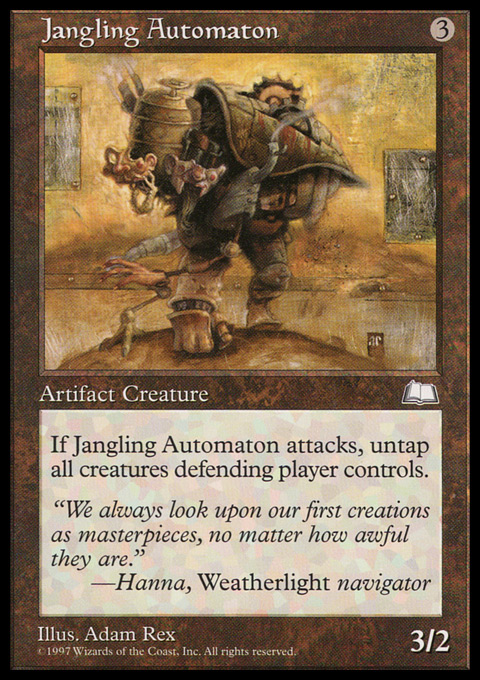 Jangling Automaton 3
Artifact Creature
If Jangling Automaton attacks, untap
all creatures defending player controls.
“We always look upon our first creations
as masterpieces, no matter how awful
they are.”
—Hanna, Weatherlight navigator
Illus. Adam Rex
3/2
©1997 Wizards of the Coast, Inc. All rights reserved.